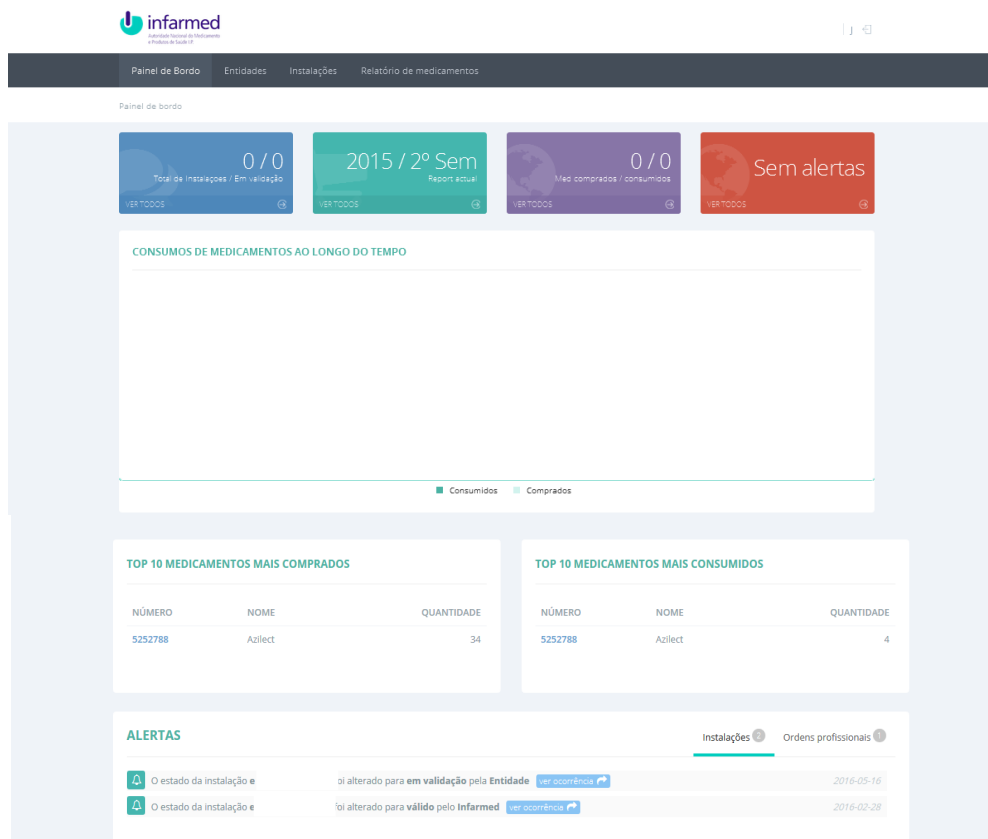 infarmed
Autoridade Nacional do Medicamento
e Produtos de Saúde I.P.
| J
Painel de Bordo Entidades Instalações Relatório de medicamentos
Painel de bordo
0 / 0
Total de Instalaçoes / Em validação
VER TODOS
2015 / 2º Sem
Report actual
VER TODOS
0 / 0
Med comprados / consumidos
VER TODOS
Sem alertas
VER TODOS
CONSUMOS DE MEDICAMENTOS AO LONGO DO TEMPO
Consumidos Comprados
TOP 10 MEDICAMENTOS MAIS COMPRADOS
NÚMERO NOME QUANTIDADE
5252788 Azilect 34
TOP 10 MEDICAMENTOS MAIS CONSUMIDOS
NÚMERO NOME QUANTIDADE
5252788 Azilect 4
ALERTAS
Instalações 2 Ordens profissionais 1
O estado da instalação e oi alterado para em validação pela Entidade ver ocorrência 2016-05-16
O estado da instalação e foi alterado para válido pelo Infarmed ver ocorrência 2016-02-28